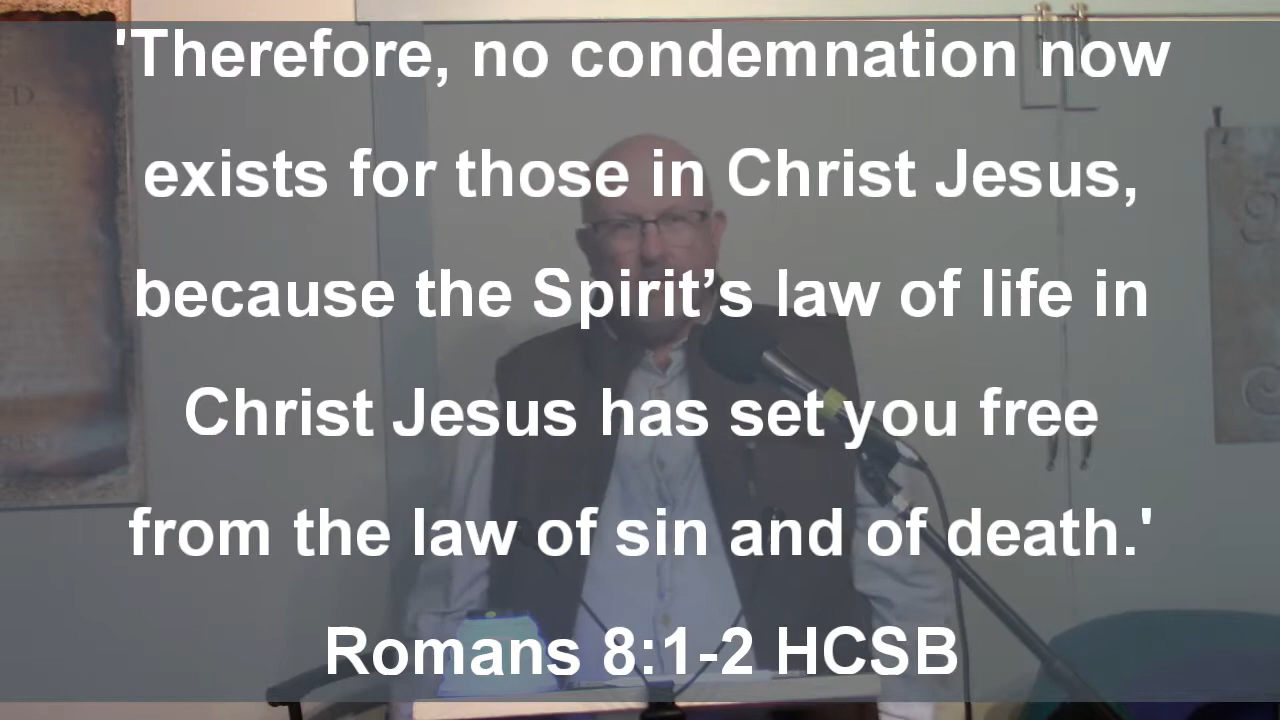 'Therefore, no condemnation now
exists for those in Christ Jesus,
because the Spirit’s law of life in
Christ Jesus has set you free
from the law of sin and of death.'
Romans 8:1-2 HCSB